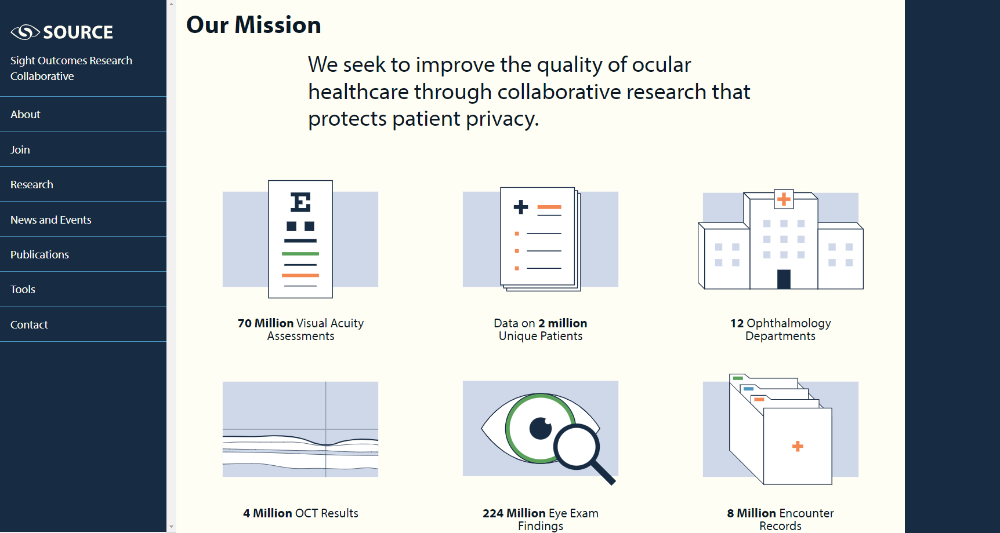 SOURCE
Sight Outcomes Research
Collaborative
About
Join
Research
News and Events
Publications
Tools
Contact
Our Mission
We seek to improve the quality of ocular
healthcare through collaborative research that
protects patient privacy.
E
70 Million Visual Acuity
Assessments
Data on 2 million
Unique Patients
12 Ophthalmology
Departments
4 Million OCT Results
224 Million Eye Exam
Findings
8 Million Encounter
Records